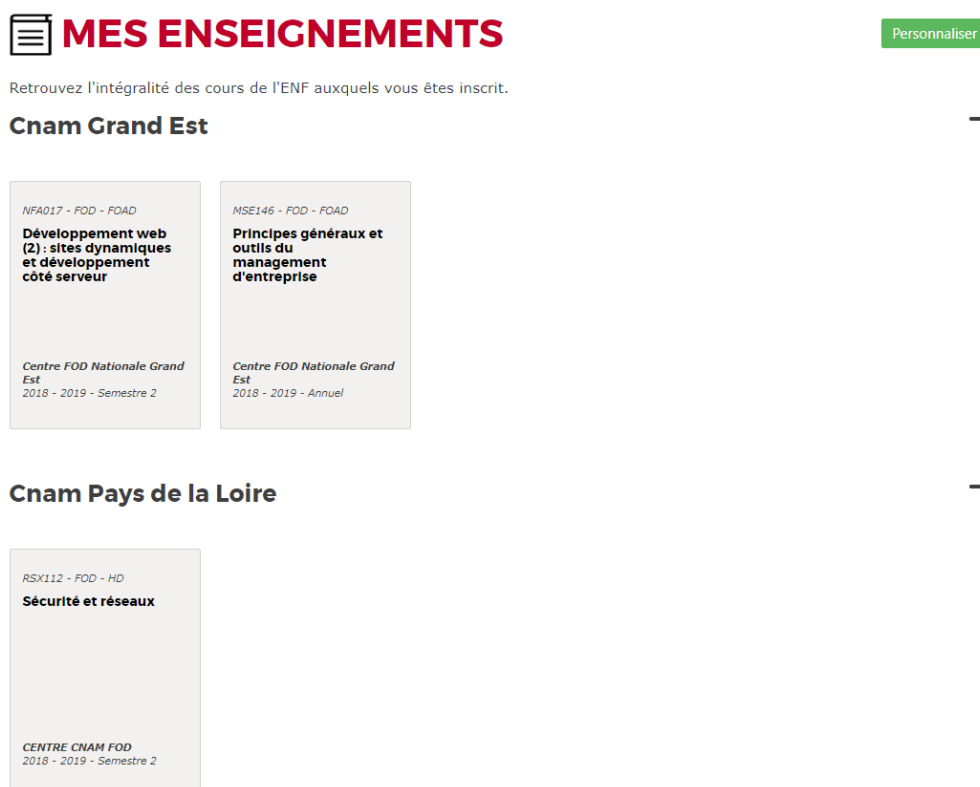 MES ENSEIGNEMENTS
Personnaliser
Retrouvez l'intégralité des cours de l'ENF auxquels vous êtes inscrit.
Cnam Grand Est
NFA017 - FOD - FOAD
Développement web
(2) : sites dynamiques
et développement
côté serveur
Centre FOD Nationale Grand
Est
2018 - 2019 - Semestre 2
MSE146 - FOD - FOAD
Principes généraux et
outils du
management
d'entreprise
Centre FOD Nationale Grand
Est
2018 - 2019 - Annuel
Cnam Pays de la Loire
RSX112 - FOD - HD
Sécurité et réseaux
CENTRE CNAM FOD
2018 - 2019 - Semestre 2